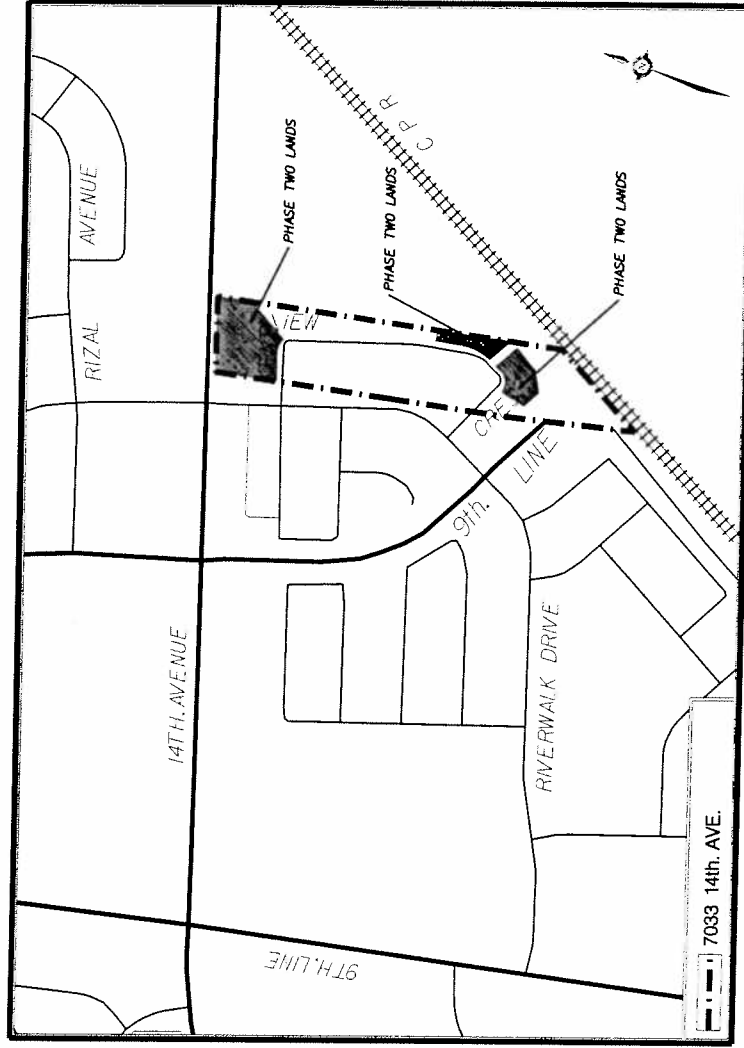 AVENUE
RIZAL
PHASE TWO LANDS
C P R
PHASE TWO LANDS
VIEW
PHASE TWO LANDS
CRE
LINE
9th.
14TH. AVENUE
RIVERWALK DRIVE
9TH. LINE
7033 14th. AVE.
N